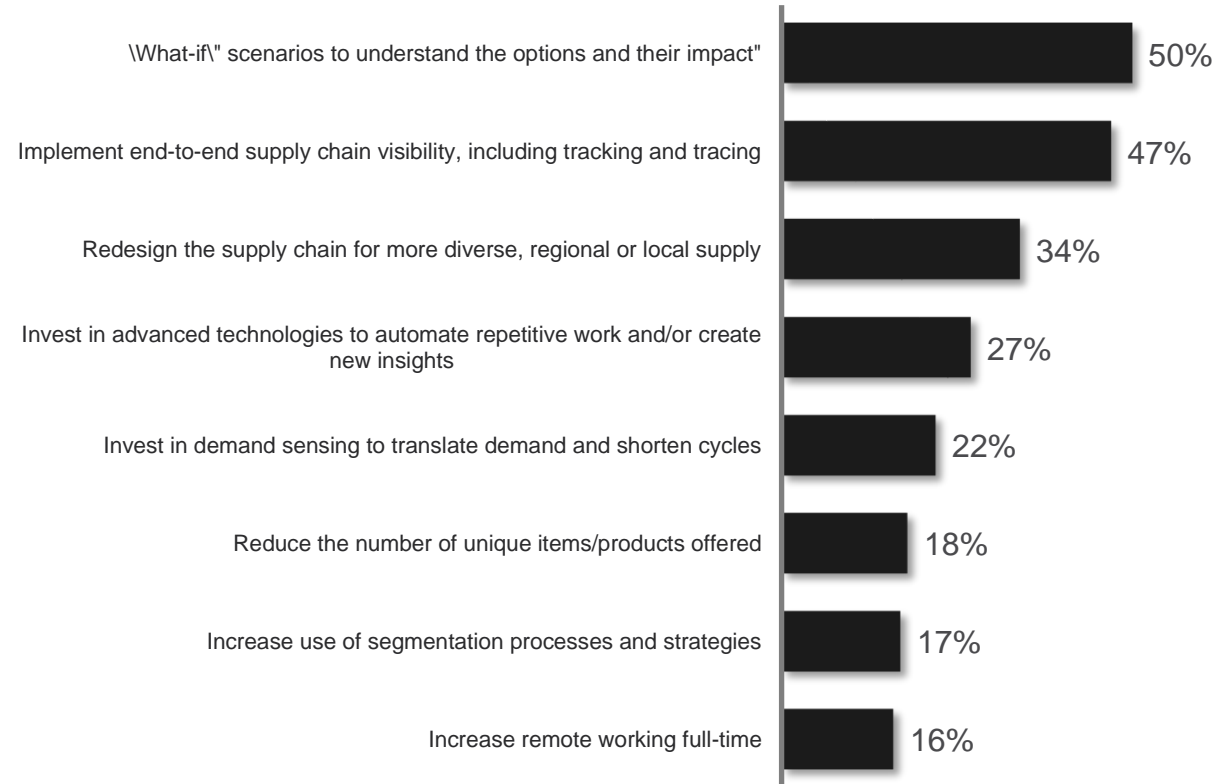 \What-if\" scenarios to understand the options and their impact"
50%
Implement end-to-end supply chain visibility, including tracking and tracing
47%
Redesign the supply chain for more diverse, regional or local supply
34%
Invest in advanced technologies to automate repetitive work and/or create
new insights
27%
Invest in demand sensing to translate demand and shorten cycles
22%
Reduce the number of unique items/products offered
18%
Increase use of segmentation processes and strategies
17%
Increase remote working full-time
16%